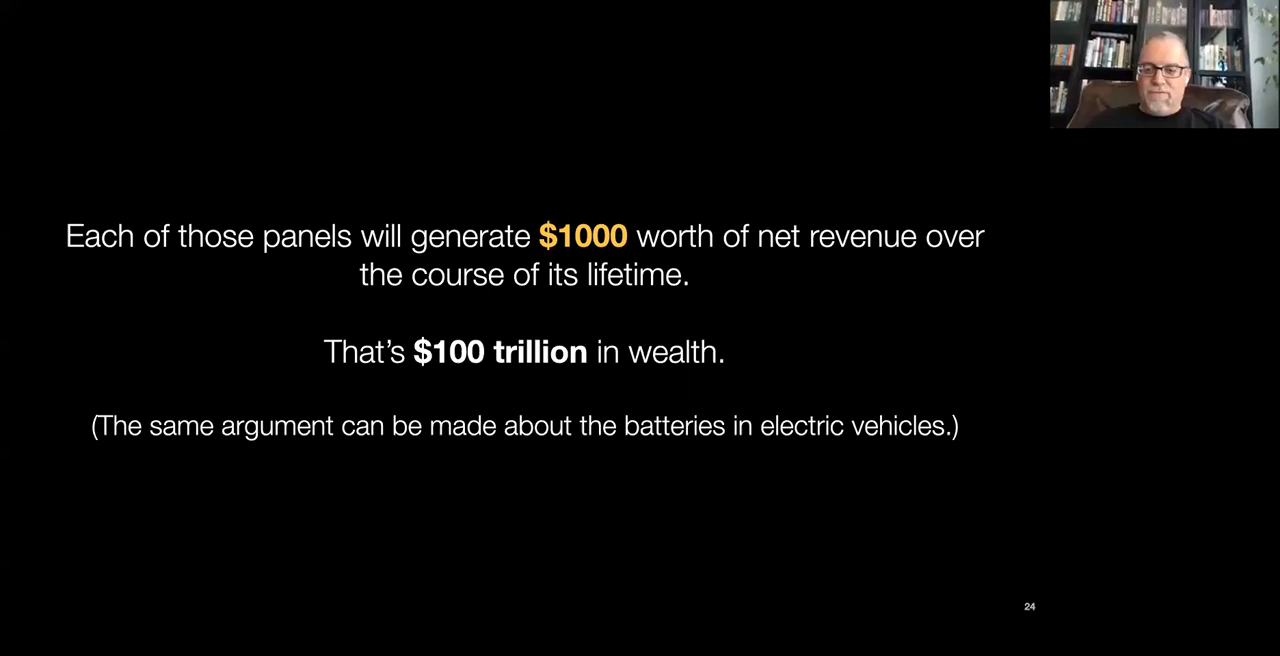 Each of those panels will generate $1000 worth of net revenue over
the course of its lifetime.
That’s $100 trillion in wealth.
(The same argument can be made about the batteries in electric vehicles.)
24